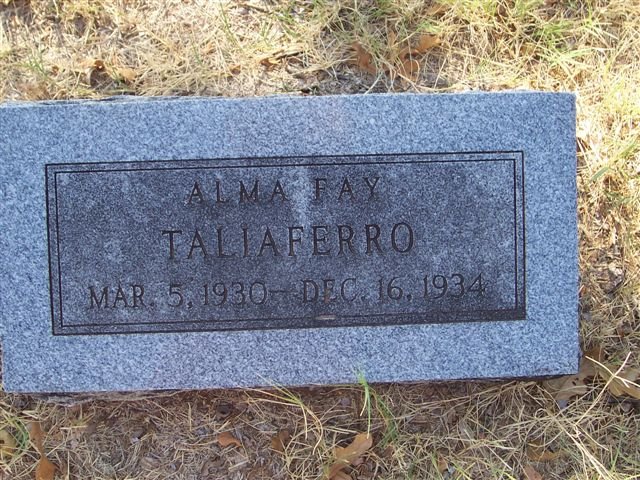 ALMA FAY
TALIAFERRO
MAR. 5, 1930—DEC. 16, 1934